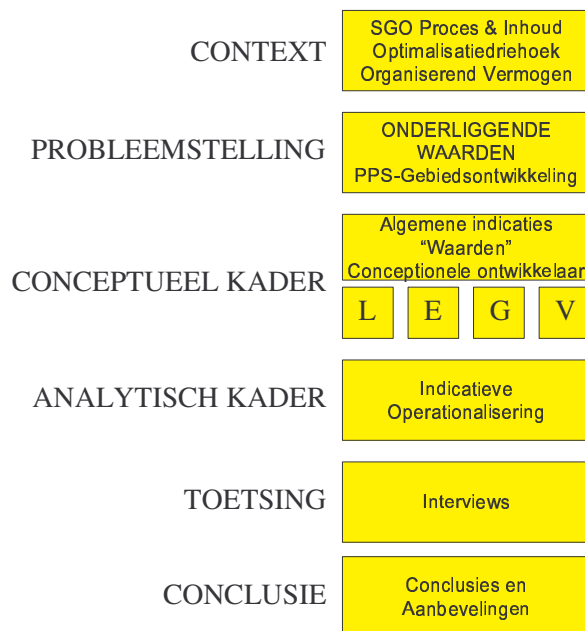 CONTEXT
SGO Proces & Inhoud
Optimalisatiedriehoek
Organiserend Vermogen
PROBLEEMSTELLING
ONDERLIGGENDE
WAARDEN
PPS-Gebiedsontwikkeling
CONCEPTUEEL KADER
Algemene indicaties
“Waarden”
Conceptionele ontwikkelaar
L E G V
ANALYTISCH KADER
Indicatieve
Operationalisering
TOETSING
Interviews
CONCLUSIE
Conclusies en
Aanbevelingen